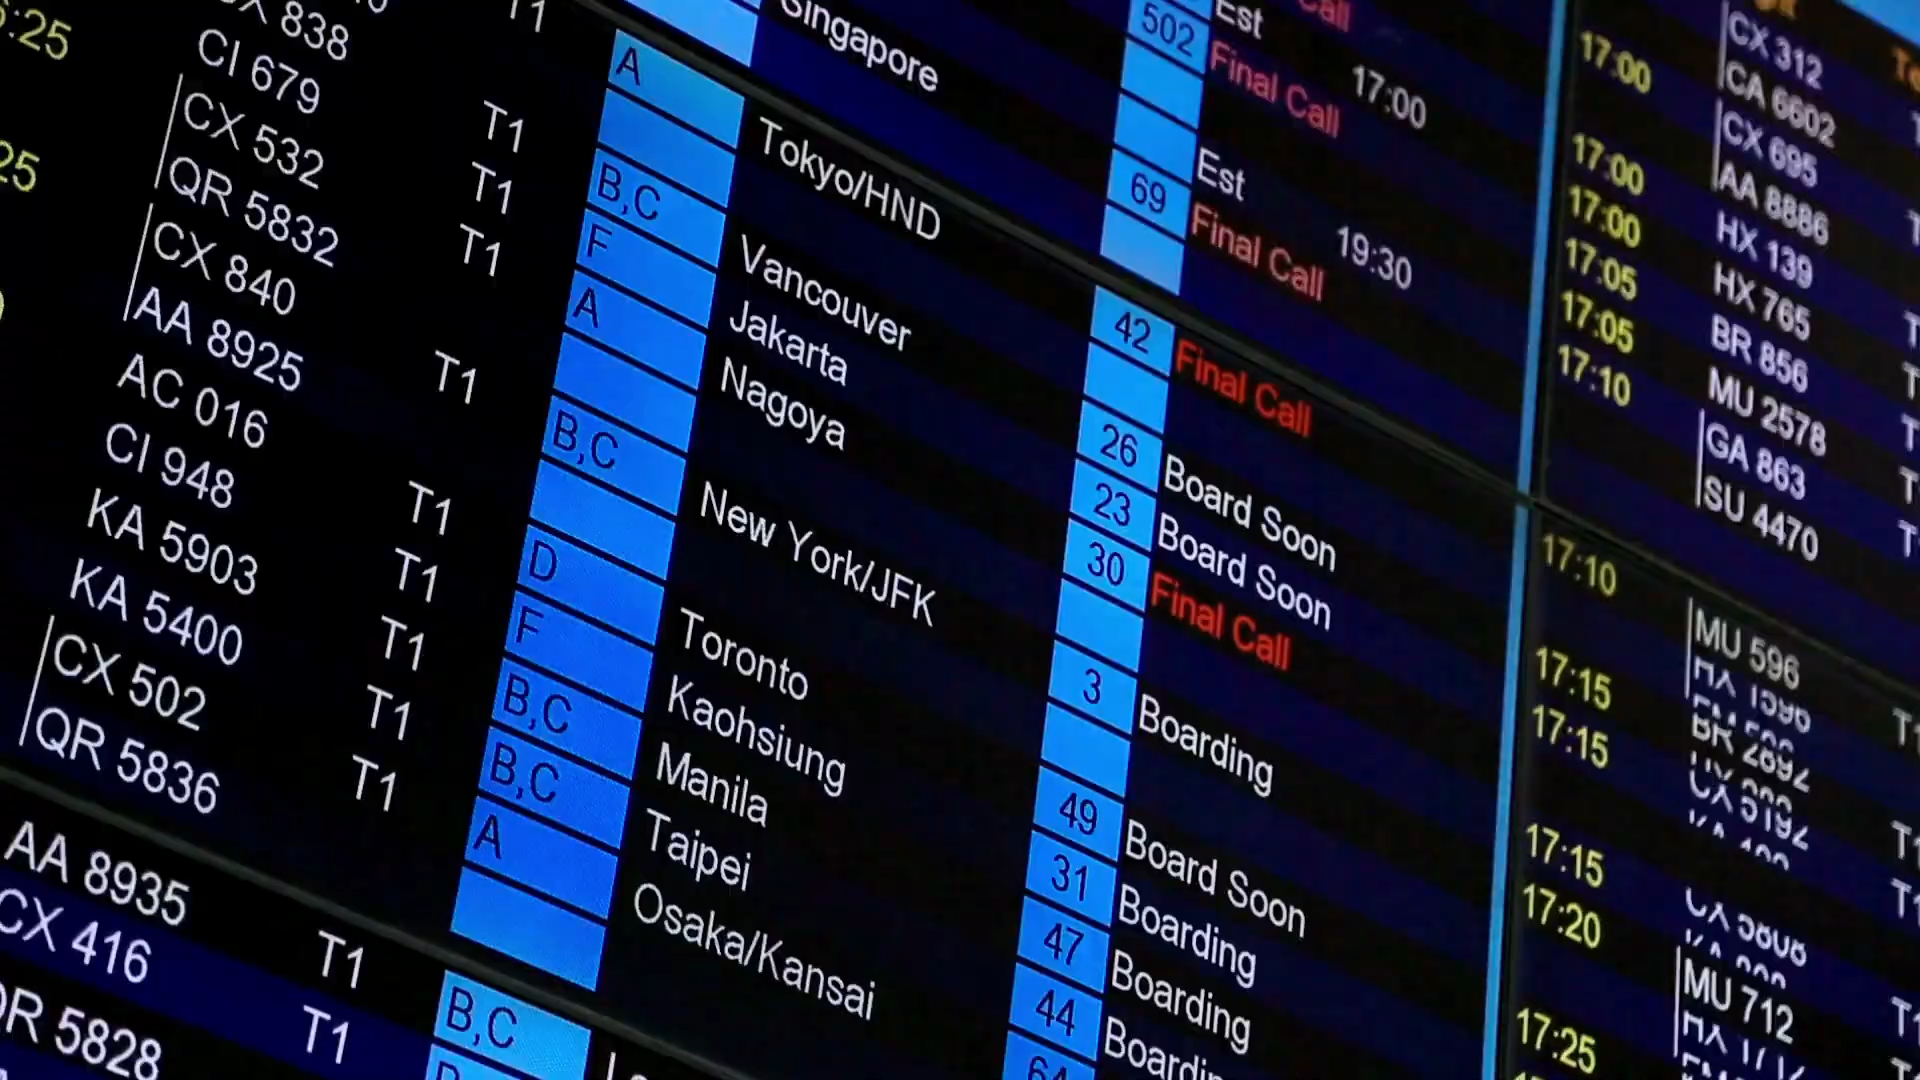 Singapore 502 Est 17:00
Final Call
69 Est 19:30
Final Call
T1 A Tokyo/HND 42 Final Call
838 T1 B,C Vancouver 26 Board Soon
CI 679 T1 F Jakarta 23 Board Soon
CX 532 T1 A Nagoya 30 Final Call
QR 5832
CX 840 T1 B,C New York/JFK 3 Boarding
AA 8925
AC 016 T1 D Toronto 49 Board Soon
CI 948 T1 F Kaohsiung 31 Boarding
KA 5903 T1 B,C Manila 47 Boarding
KA 5400 T1 B,C Taipei 44
CX 502 T1 A Osaka/Kansai 64
QR 5836
AA 8935 T1 B,C
CX 416 T1
QR 5828
CX 312
17:00 CA 6602
CX 695
AA 8886
17:00 HX 139
17:00 HX 765
17:05 BR 856
17:05 MU 2578
17:10 GA 863
SU 4470
17:10 MU 596
17:15 BR 2892
17:15 CX 5192
17:15
17:20 MU 712
17:25